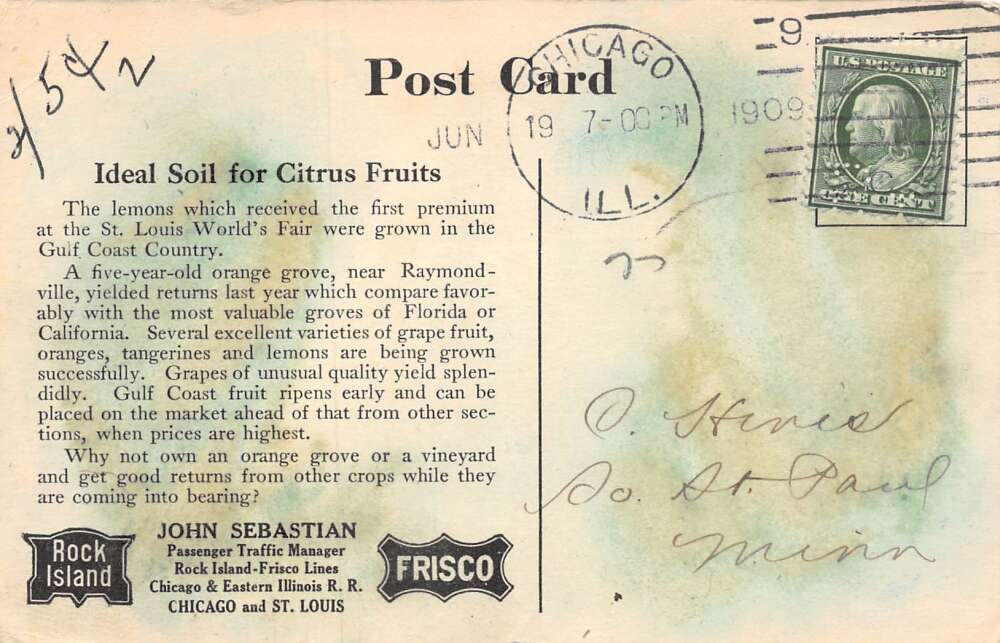 2/5¢ 2
Post Card
CHICAGO
JUN 19 7-00 PM 1909
ILL.
9
U.S. POSTAGE
ONE CENT
Ideal Soil for Citrus Fruits
The lemons which received the first premium
at the St. Louis World's Fair were grown in the
Gulf Coast Country.
A five-year-old orange grove, near Raymond-
ville, yielded returns last year which compare favor-
ably with the most valuable groves of Florida or
California. Several excellent varieties of grape fruit,
oranges, tangerines and lemons are being grown
successfully. Grapes of unusual quality yield splen-
didly. Gulf Coast fruit ripens early and can be
placed on the market ahead of that from other sec-
tions, when prices are highest.
Why not own an orange grove or a vineyard
and get good returns from other crops while they
are coming into bearing?
Rock
Island
JOHN SEBASTIAN
Passenger Traffic Manager
Rock Island-Frisco Lines
Chicago & Eastern Illinois R. R.
CHICAGO and ST. LOUIS
FRISCO
So. St. Paul
Minn